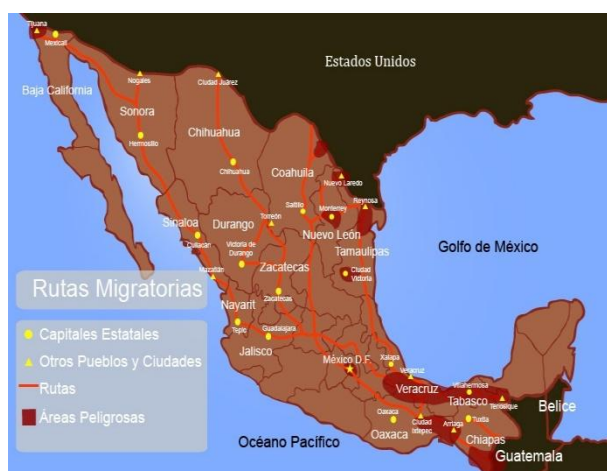 Estados Unidos
Tijuana
Mexicali
Baja California
Nogales
Ciudad Juárez
Sonora
Hermosillo
Chihuahua
Chihuahua
Coahuila
Nuevo Laredo
Sinaloa
Culiacán
Durango
Torreón
Saltillo
Monterrey
Reynosa
Nuevo León
Tamaulipas
Golfo de México
Victoria de
Durango
Mazatlán
Zacatecas
Zacatecas
Ciudad
Victoria
Rutas Migratorias
Nayarit
Tepic
Guadalajara
Jalisco
Capitales Estatales
Otros Pueblos y Ciudades
Rutas
Áreas Peligrosas
México D.F.
Xalapa
Veracruz
Veracruz
Villahermosa
Tabasco
Tenosique
Belice
Oaxaca
Oaxaca
Ciudad
Ixtepec
Arriaga
Tuxtla
Chiapas
Océano Pacífico
Guatemala